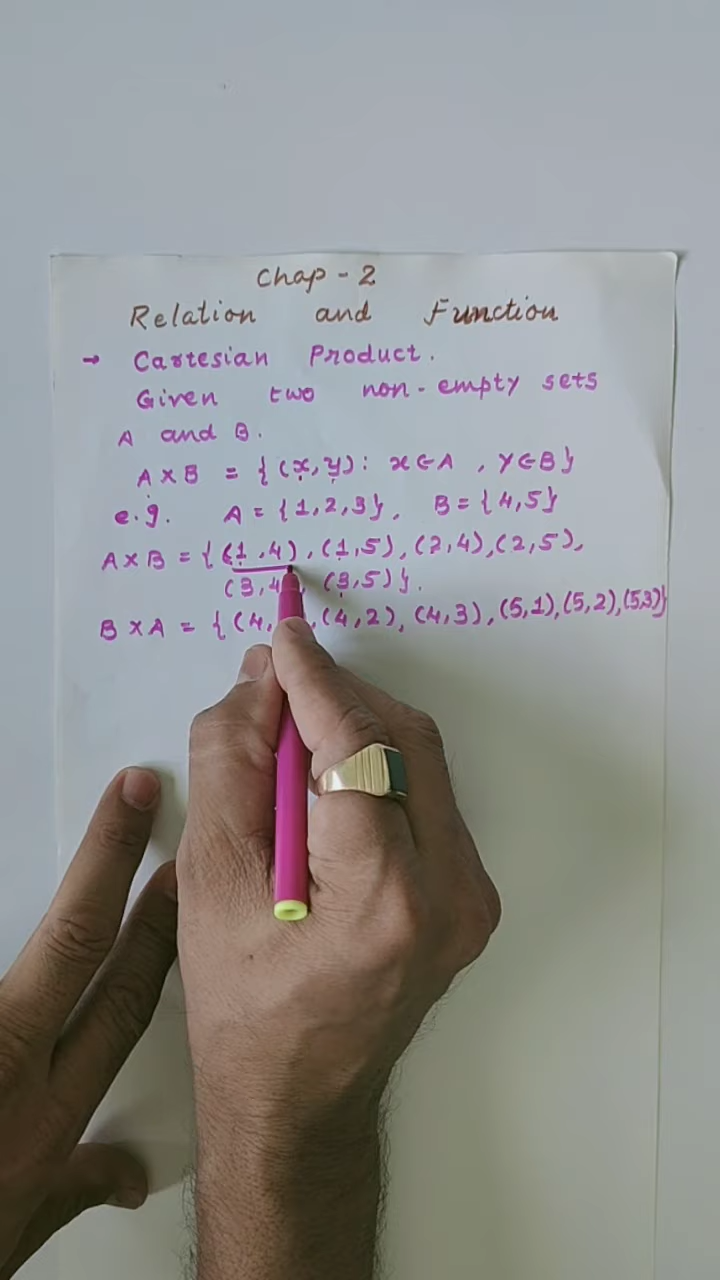 Chap - 2
Relation and Function
→ Cartesian Product.
Given two non-empty sets
A and B.
A × B = { (x, y) : x ∈ A , y ∈ B }
e.g. A = { 1, 2, 3 } , B = { 4, 5 }
A × B = { (1, 4) , (1, 5) , (2, 4) , (2, 5) ,
(3, 4 , (3, 5) } .
B × A = { (4, , (4, 2) , (4, 3) , (5, 1) , (5, 2) , (5, 3) }